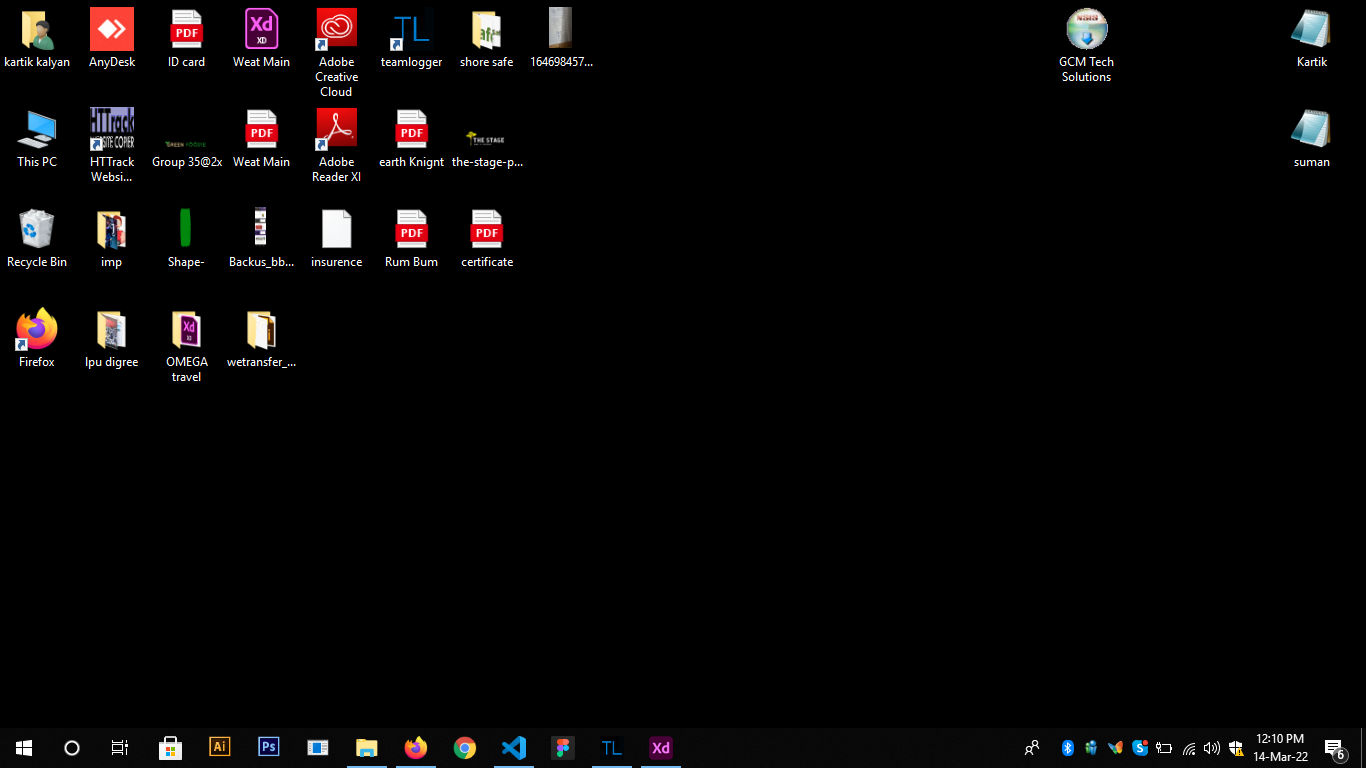 kartik kalyan
AnyDesk
PDF
ID card
Xd
XD
Weat Main
Adobe
Creative
Cloud
TL
teamlogger
shore safe
164698457...
GCM Tech
Solutions
Kartik
This PC
HTTrack
WEBSITE COPIER
HTTrack
Websi...
GREEN FOODIE
Group 35@2x
PDF
Weat Main
Adobe
Reader XI
PDF
earth Knignt
THE STAGE
the-stage-p...
suman
Recycle Bin
imp
Shape-
Backus_bb...
insurence
PDF
Rum Bum
PDF
certificate
Firefox
lpu digree
Xd
OMEGA
travel
wetransfer_...
Ai
Ps
TL
Xd
S
12:10 PM
14-Mar-22
6